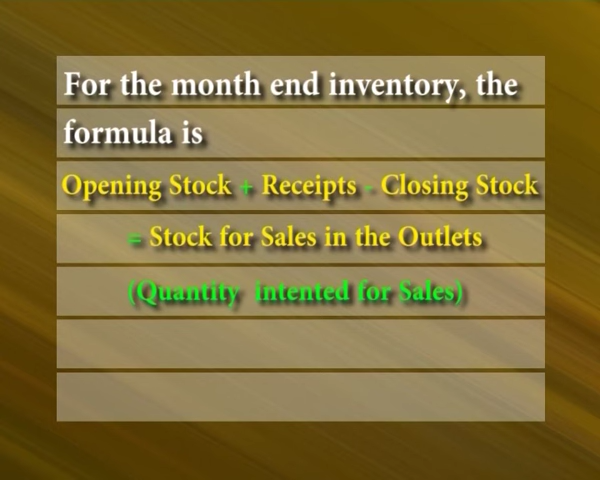 For the month end inventory, the
formula is
Opening Stock + Receipts - Closing Stock
= Stock for Sales in the Outlets
(Quantity intented for Sales)